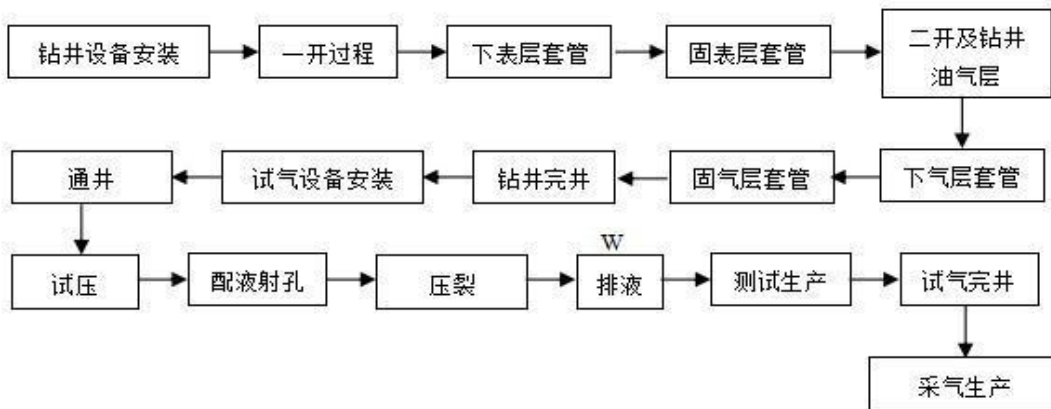 钻井设备安装
一开过程
下表层套管
固表层套管
二开及钻井
油气层
通井
试气设备安装
钻井完井
固气层套管
下气层套管
W
试压
配液射孔
压裂
排液
测试生产
试气完井
采气生产